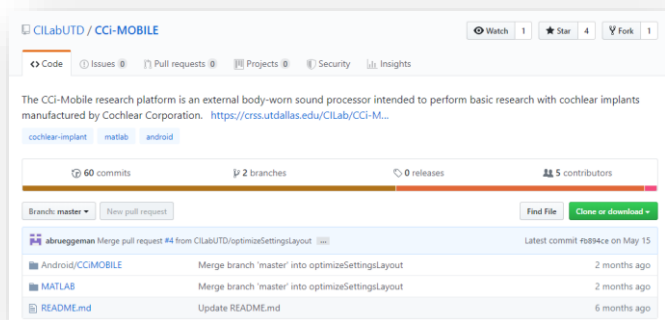 CILabUTD / CCi-MOBILE
Watch 1 Star 4 Fork 1
Code Issues 0 Pull requests 0 Projects 0 Security Insights
The CCi-Mobile research platform is an external body-worn sound processor intended to perform basic research with cochlear implants
manufactured by Cochlear Corporation. https://crss.utdallas.edu/CILab/CCi-M...
cochlear-implant matlab android
60 commits 2 branches 0 releases 5 contributors
Branch: master New pull request Find File Clone or download
abrueggeman Merge pull request #4 from CILabUTD/optimizeSettingsLayout ... Latest commit fb894ce on May 15
Android/CCiMOBILE Merge branch 'master' into optimizeSettingsLayout 2 months ago
MATLAB Merge branch 'master' into optimizeSettingsLayout 2 months ago
README.md Update README.md 6 months ago